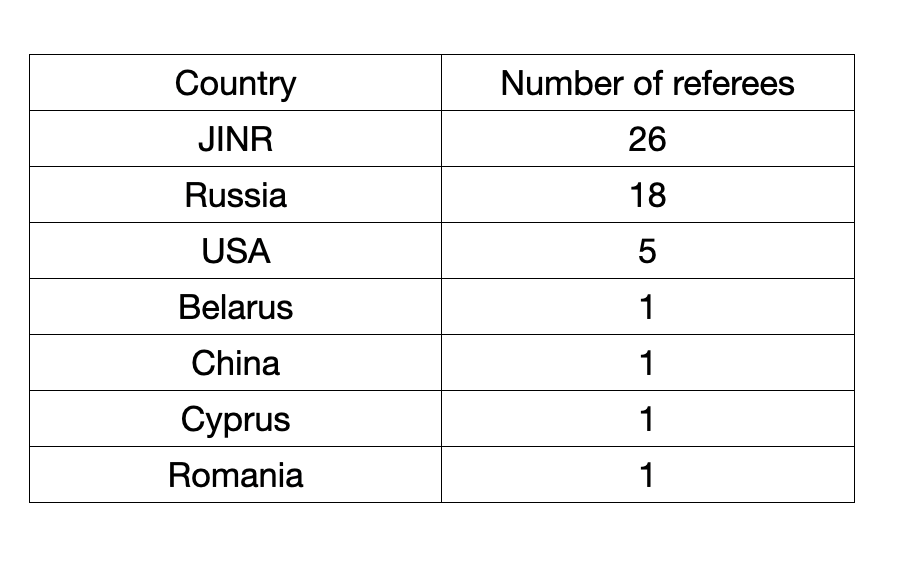 Country Number of referees
JINR 26
Russia 18
USA 5
Belarus 1
China 1
Cyprus 1
Romania 1